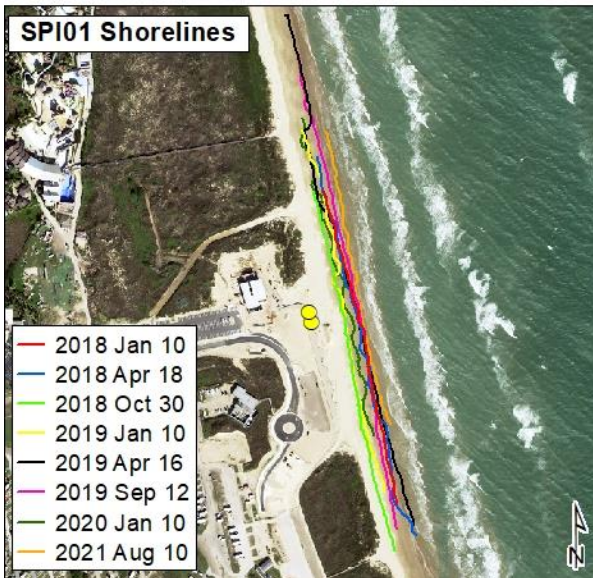 SPI01 Shorelines
2018 Jan 10
2018 Apr 18
2018 Oct 30
2019 Jan 10
2019 Apr 16
2019 Sep 12
2020 Jan 10
2021 Aug 10
N